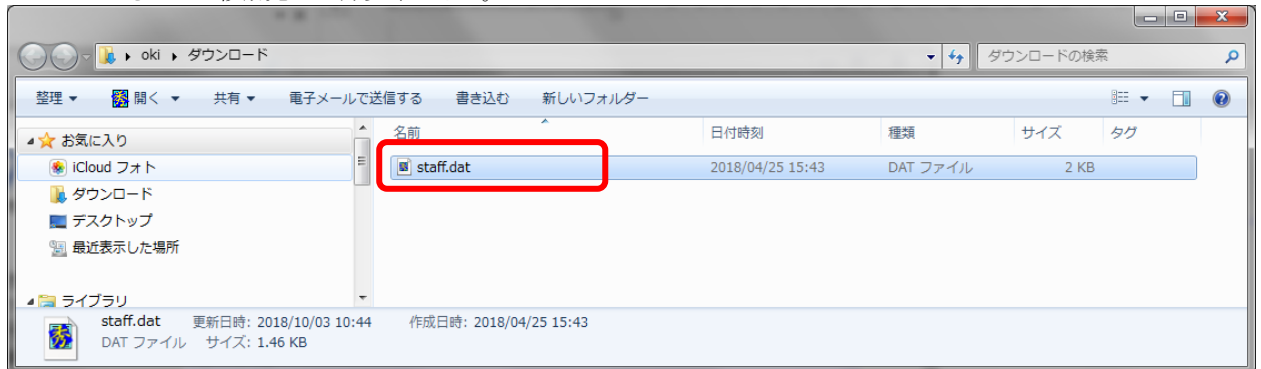 oki ▸ ダウンロード ダウンロードの検索
整理 開く 共有 電子メールで送信する 書き込む 新しいフォルダー
お気に入り 名前 日付時刻 種類 サイズ タグ
iCloud フォト staff.dat 2018/04/25 15:43 DAT ファイル 2 KB
ダウンロード
デスクトップ
最近表示した場所
ライブラリ
staff.dat 更新日時: 2018/10/03 10:44 作成日時: 2018/04/25 15:43
DAT ファイル サイズ: 1.46 KB